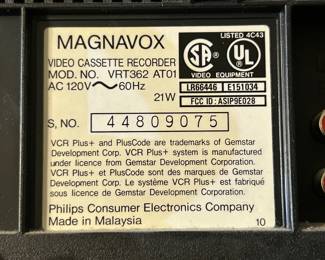 MAGNAVOX
VIDEO CASSETTE RECORDER
MOD. NO. VRT362 AT01
AC 120V 60Hz
21W
S, NO. 44809075
LISTED 4C43
SA UL
VIDEO EQUIPMENT
LR66446 E151034
FCC ID: ASIP9E028
VCR Plus+ and PlusCode are trademarks of Gemstar
Development Corp. VCR Plus+ system is manufactured
under licence of Gemstar Development Corporation.
VCR Plus+ et PlusCode sont des marques de Gemstar
Development Corp. Le système VCR Plus+ est fabriqué
sous licence de Gemstar Development Corporation.
Philips Consumer Electronics Company
Made in Malaysia 10